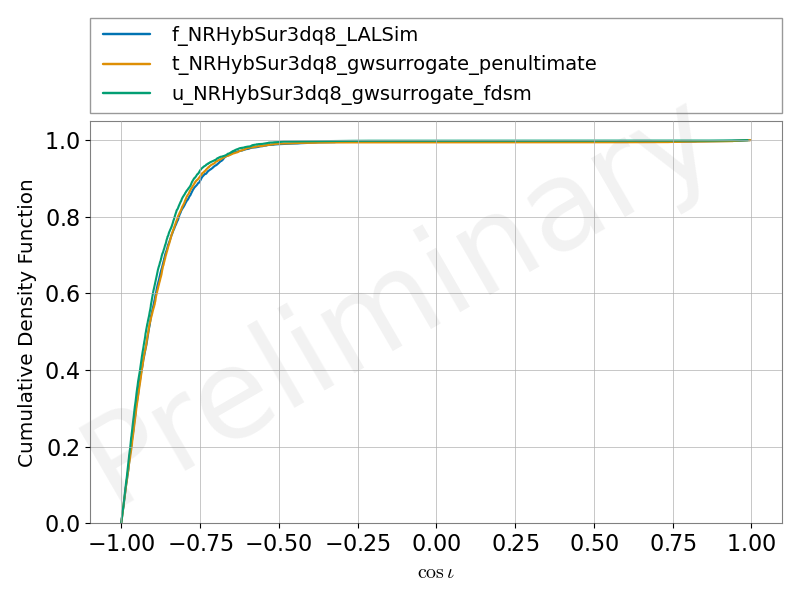 f_NRHybSur3dq8_LALSim
t_NRHybSur3dq8_gwsurrogate_penultimate
u_NRHybSur3dq8_gwsurrogate_fdsm
1.0
0.8
0.6
0.4
0.2
0.0
Cumulative Density Function
Preliminary
−1.00 −0.75 −0.50 −0.25 0.00 0.25 0.50 0.75 1.00
cos ι